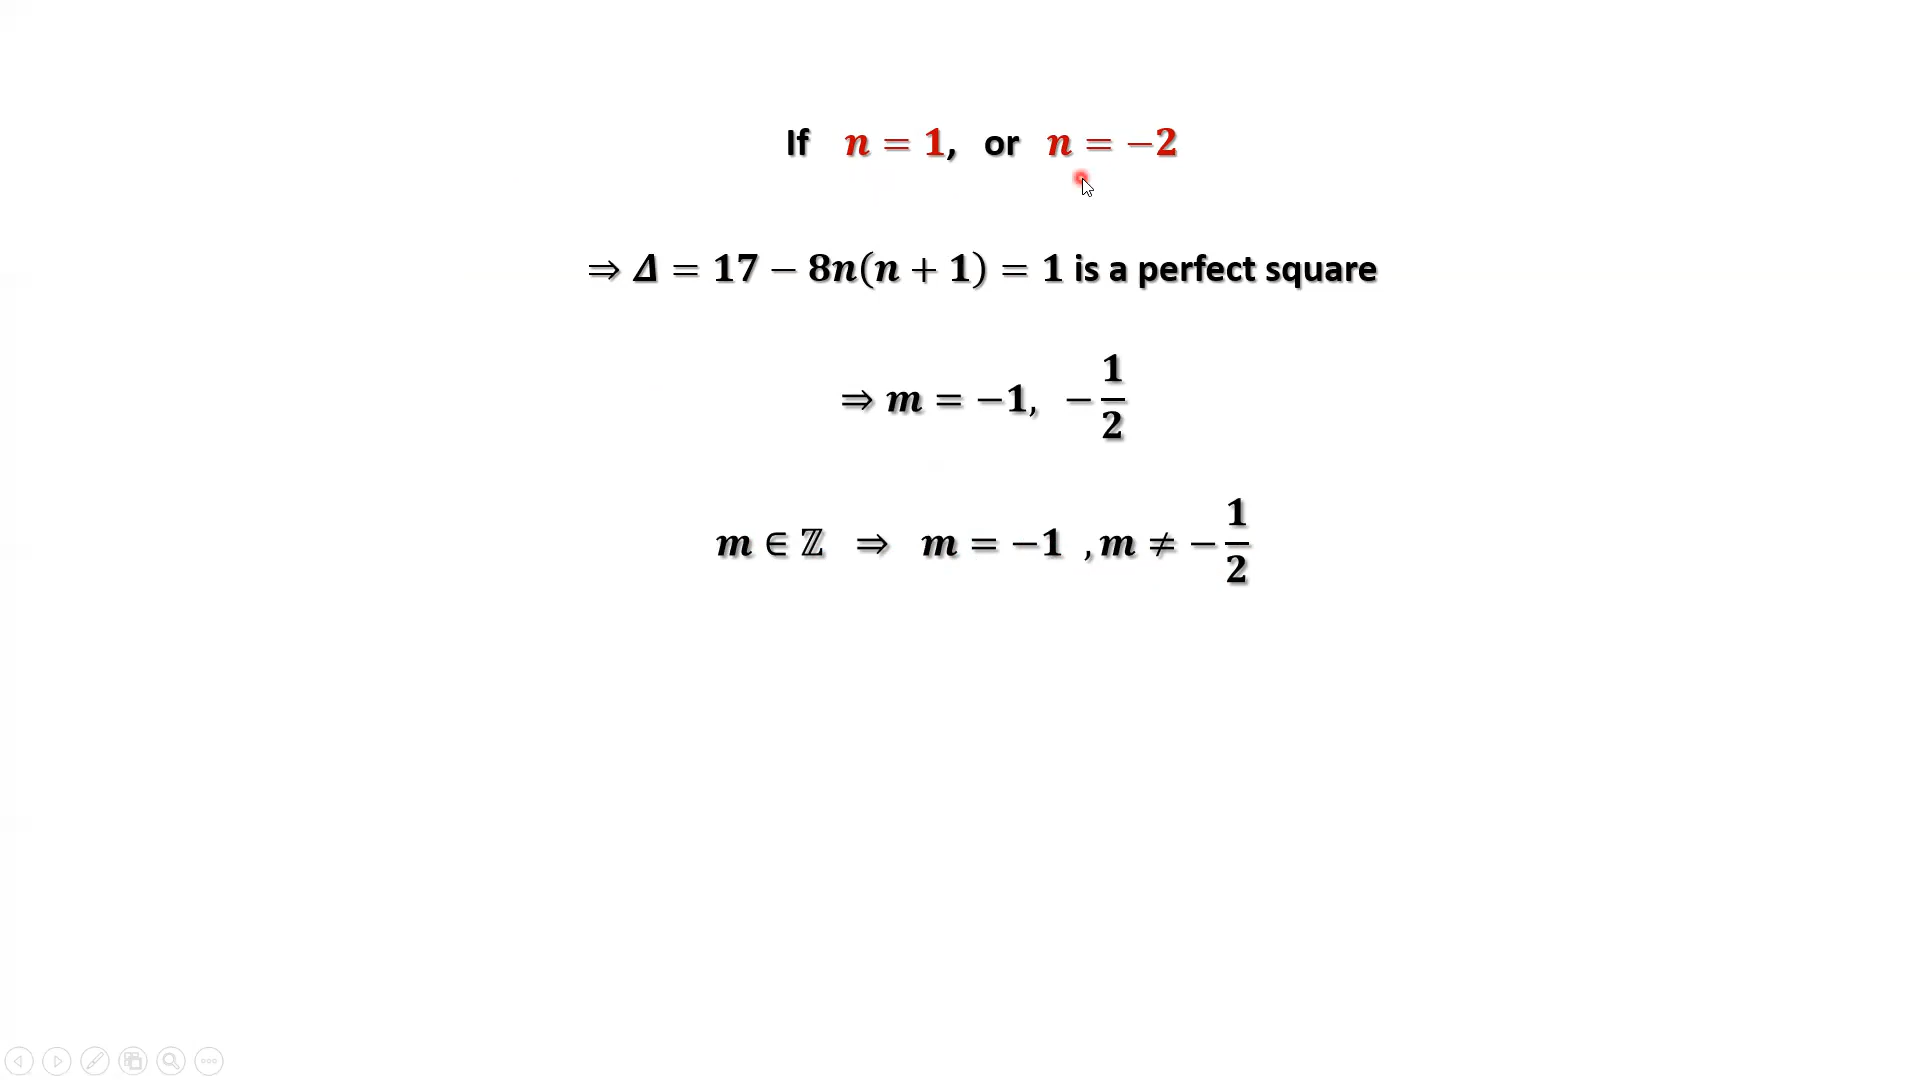 If n = 1, or n = −2
⇒ Δ = 17 − 8n(n + 1) = 1 is a perfect square
⇒ m = −1, −1/2
m ∈ ℤ ⇒ m = −1 , m ≠ −1/2